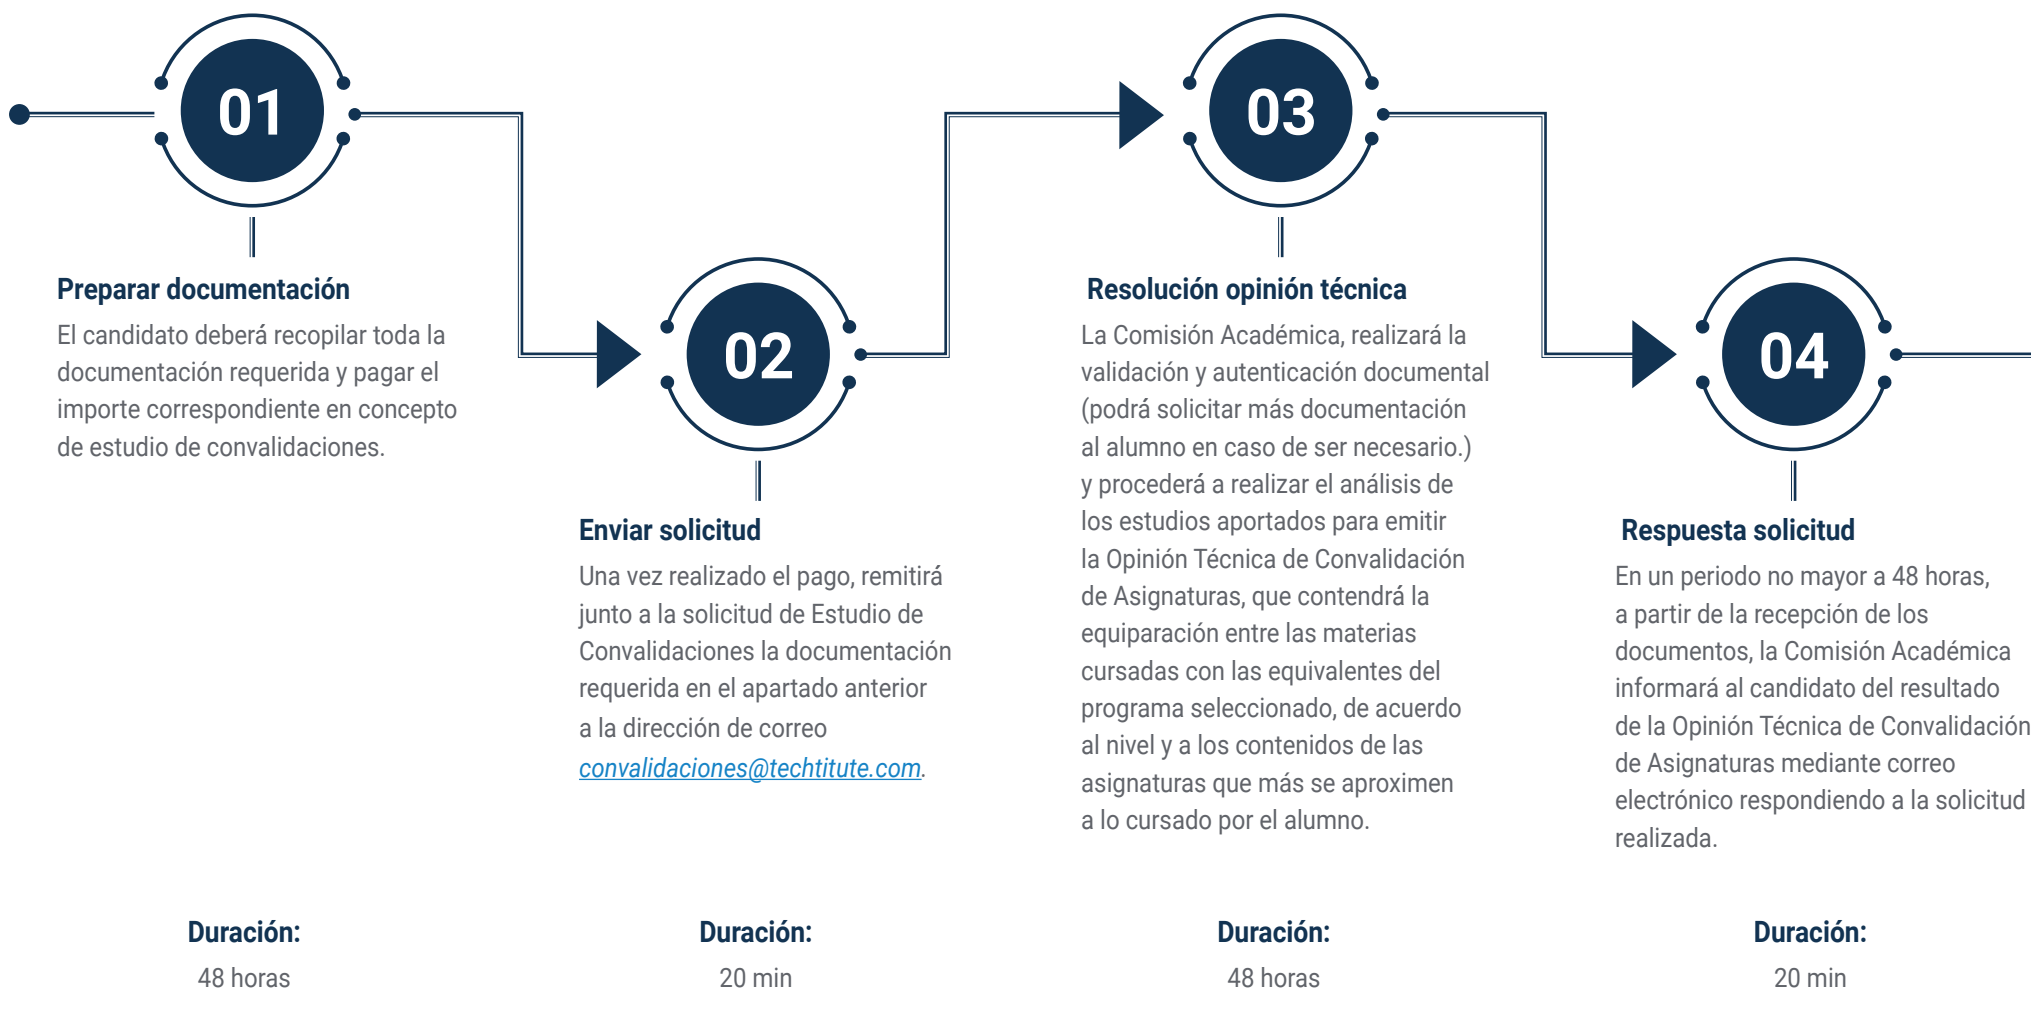 01
Preparar documentación
El candidato deberá recopilar toda la
documentación requerida y pagar el
importe correspondiente en concepto
de estudio de convalidaciones.
Duración:
48 horas
02
Enviar solicitud
Una vez realizado el pago, remitirá
junto a la solicitud de Estudio de
Convalidaciones la documentación
requerida en el apartado anterior
a la dirección de correo
convalidaciones@techtitute.com.
Duración:
20 min
03
Resolución opinión técnica
La Comisión Académica, realizará la
validación y autenticación documental
(podrá solicitar más documentación
al alumno en caso de ser necesario.)
y procederá a realizar el análisis de
los estudios aportados para emitir
la Opinión Técnica de Convalidación
de Asignaturas, que contendrá la
equiparación entre las materias
cursadas con las equivalentes del
programa seleccionado, de acuerdo
al nivel y a los contenidos de las
asignaturas que más se aproximen
a lo cursado por el alumno.
Duración:
48 horas
04
Respuesta solicitud
En un periodo no mayor a 48 horas,
a partir de la recepción de los
documentos, la Comisión Académica
informará al candidato del resultado
de la Opinión Técnica de Convalidación
de Asignaturas mediante correo
electrónico respondiendo a la solicitud
realizada.
Duración:
20 min